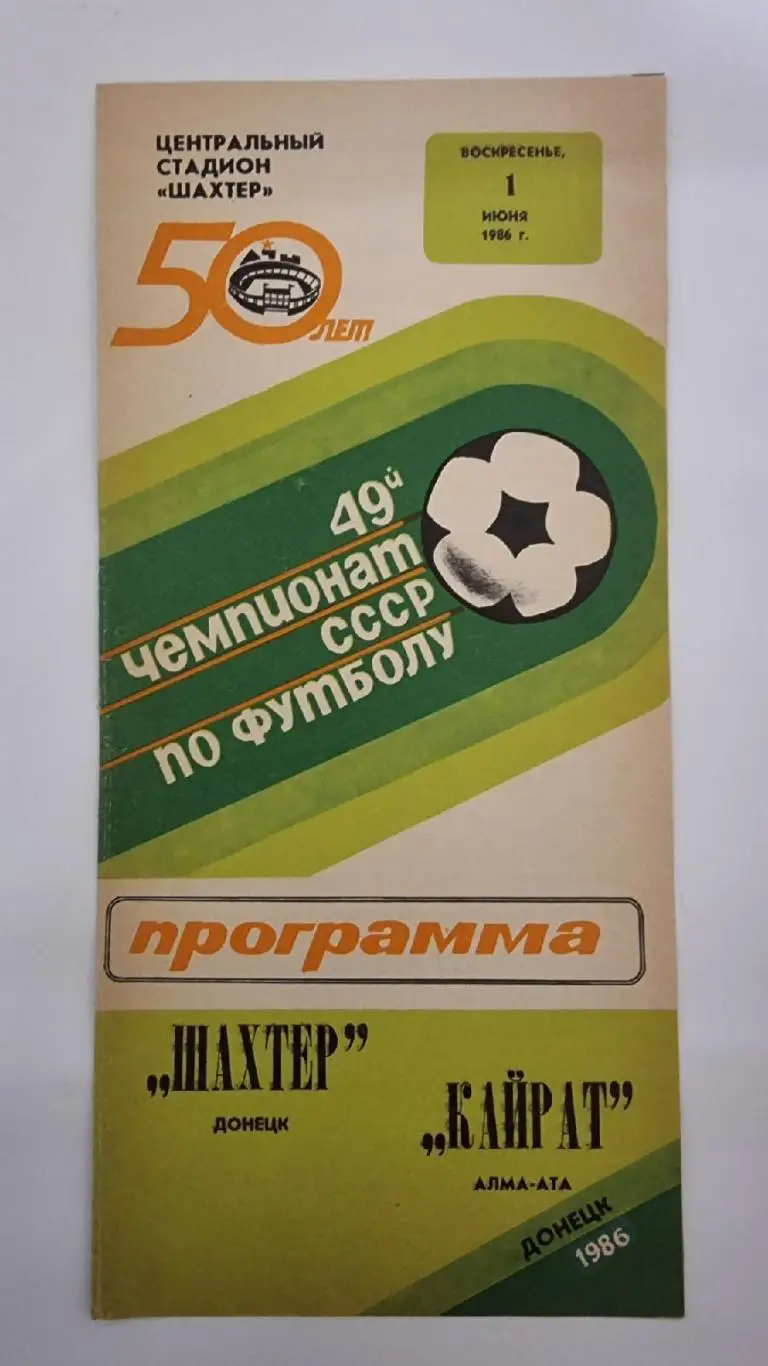 ЦЕНТРАЛЬНЫЙ
СТАДИОН
«ШАХТЕР»
50
ЛЕТ
ВОСКРЕСЕНЬЕ,
1
ИЮНЯ
1986 г.
49й
чемпионат
СССР
по футболу
программа
„ШАХТЕР”
ДОНЕЦК
„КАЙРАТ”
АЛМА-АТА
ДОНЕЦК
1986